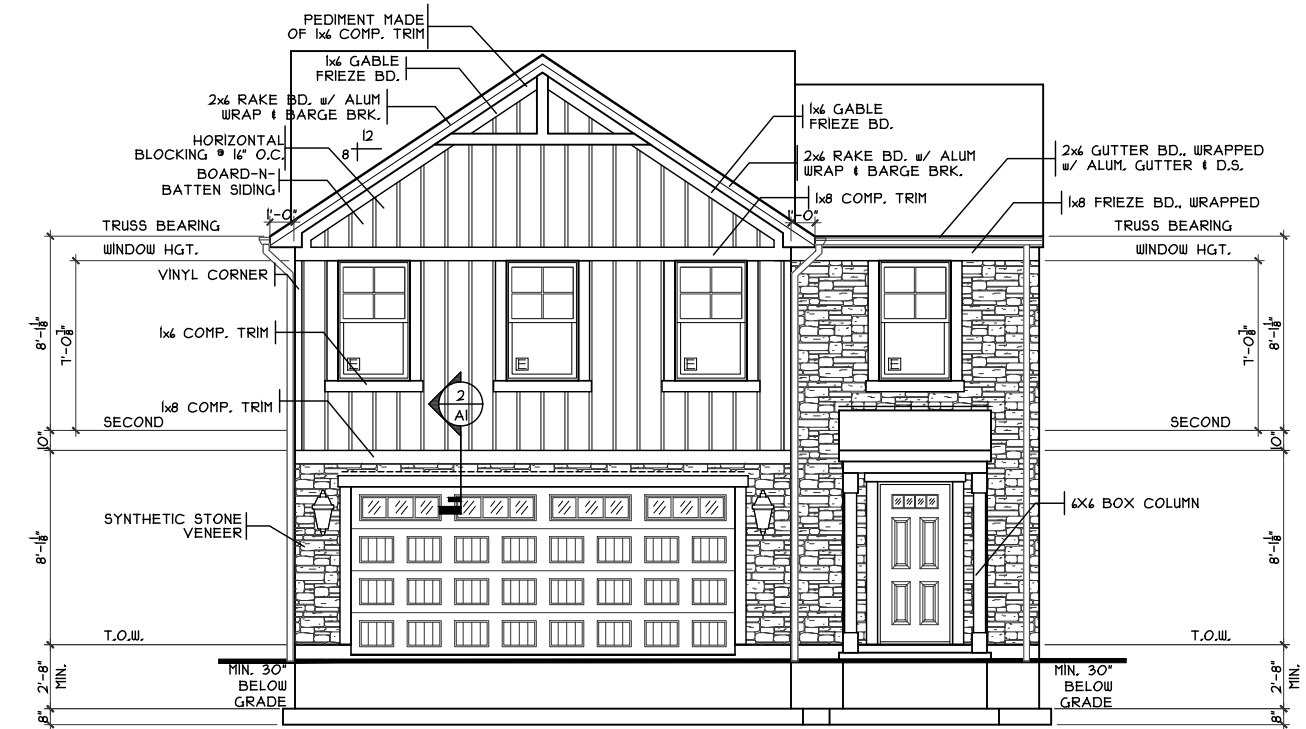 PEDIMENT MADE
OF 1x6 COMP. TRIM
1x6 GABLE
FRIEZE BD.
2x6 RAKE BD. w/ ALUM
WRAP & BARGE BRK.
HORIZONTAL
BLOCKING @ 16" O.C.
BOARD-N-
BATTEN SIDING
12
8
1'-0"
1'-0"
1x6 GABLE
FRIEZE BD.
2x6 RAKE BD. w/ ALUM
WRAP & BARGE BRK.
1x8 COMP. TRIM
2x6 GUTTER BD., WRAPPED
w/ ALUM. GUTTER & D.S.
1x8 FRIEZE BD., WRAPPED
TRUSS BEARING
WINDOW HGT.
VINYL CORNER
1x6 COMP. TRIM
1x8 COMP. TRIM
SECOND
SYNTHETIC STONE
VENEER
T.O.W.
MIN. 30"
BELOW
GRADE
8'-1 1/8"
7'-0 1/8"
10"
8'-1 1/8"
2'-8"
MIN.
8"
E
E
E
E
2
A1
TRUSS BEARING
WINDOW HGT.
SECOND
6X6 BOX COLUMN
T.O.W.
MIN. 30"
BELOW
GRADE
7'-0 1/8"
8'-1 1/8"
10"
8'-1 1/8"
2'-8"
MIN.
8"